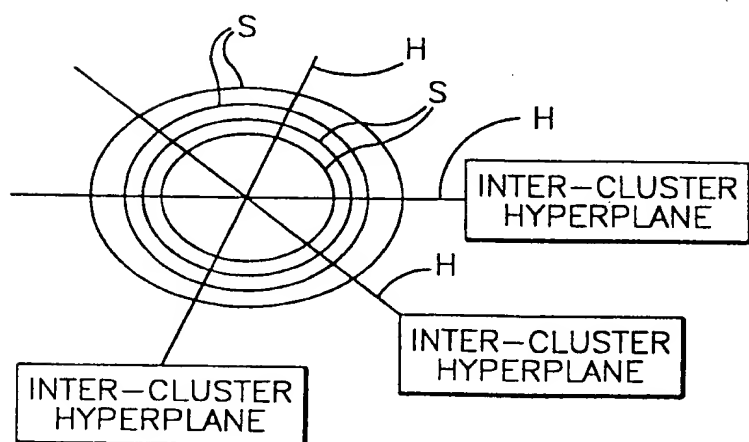 S
H
S
H
INTER-CLUSTER
HYPERPLANE
H
INTER-CLUSTER
HYPERPLANE
INTER-CLUSTER
HYPERPLANE